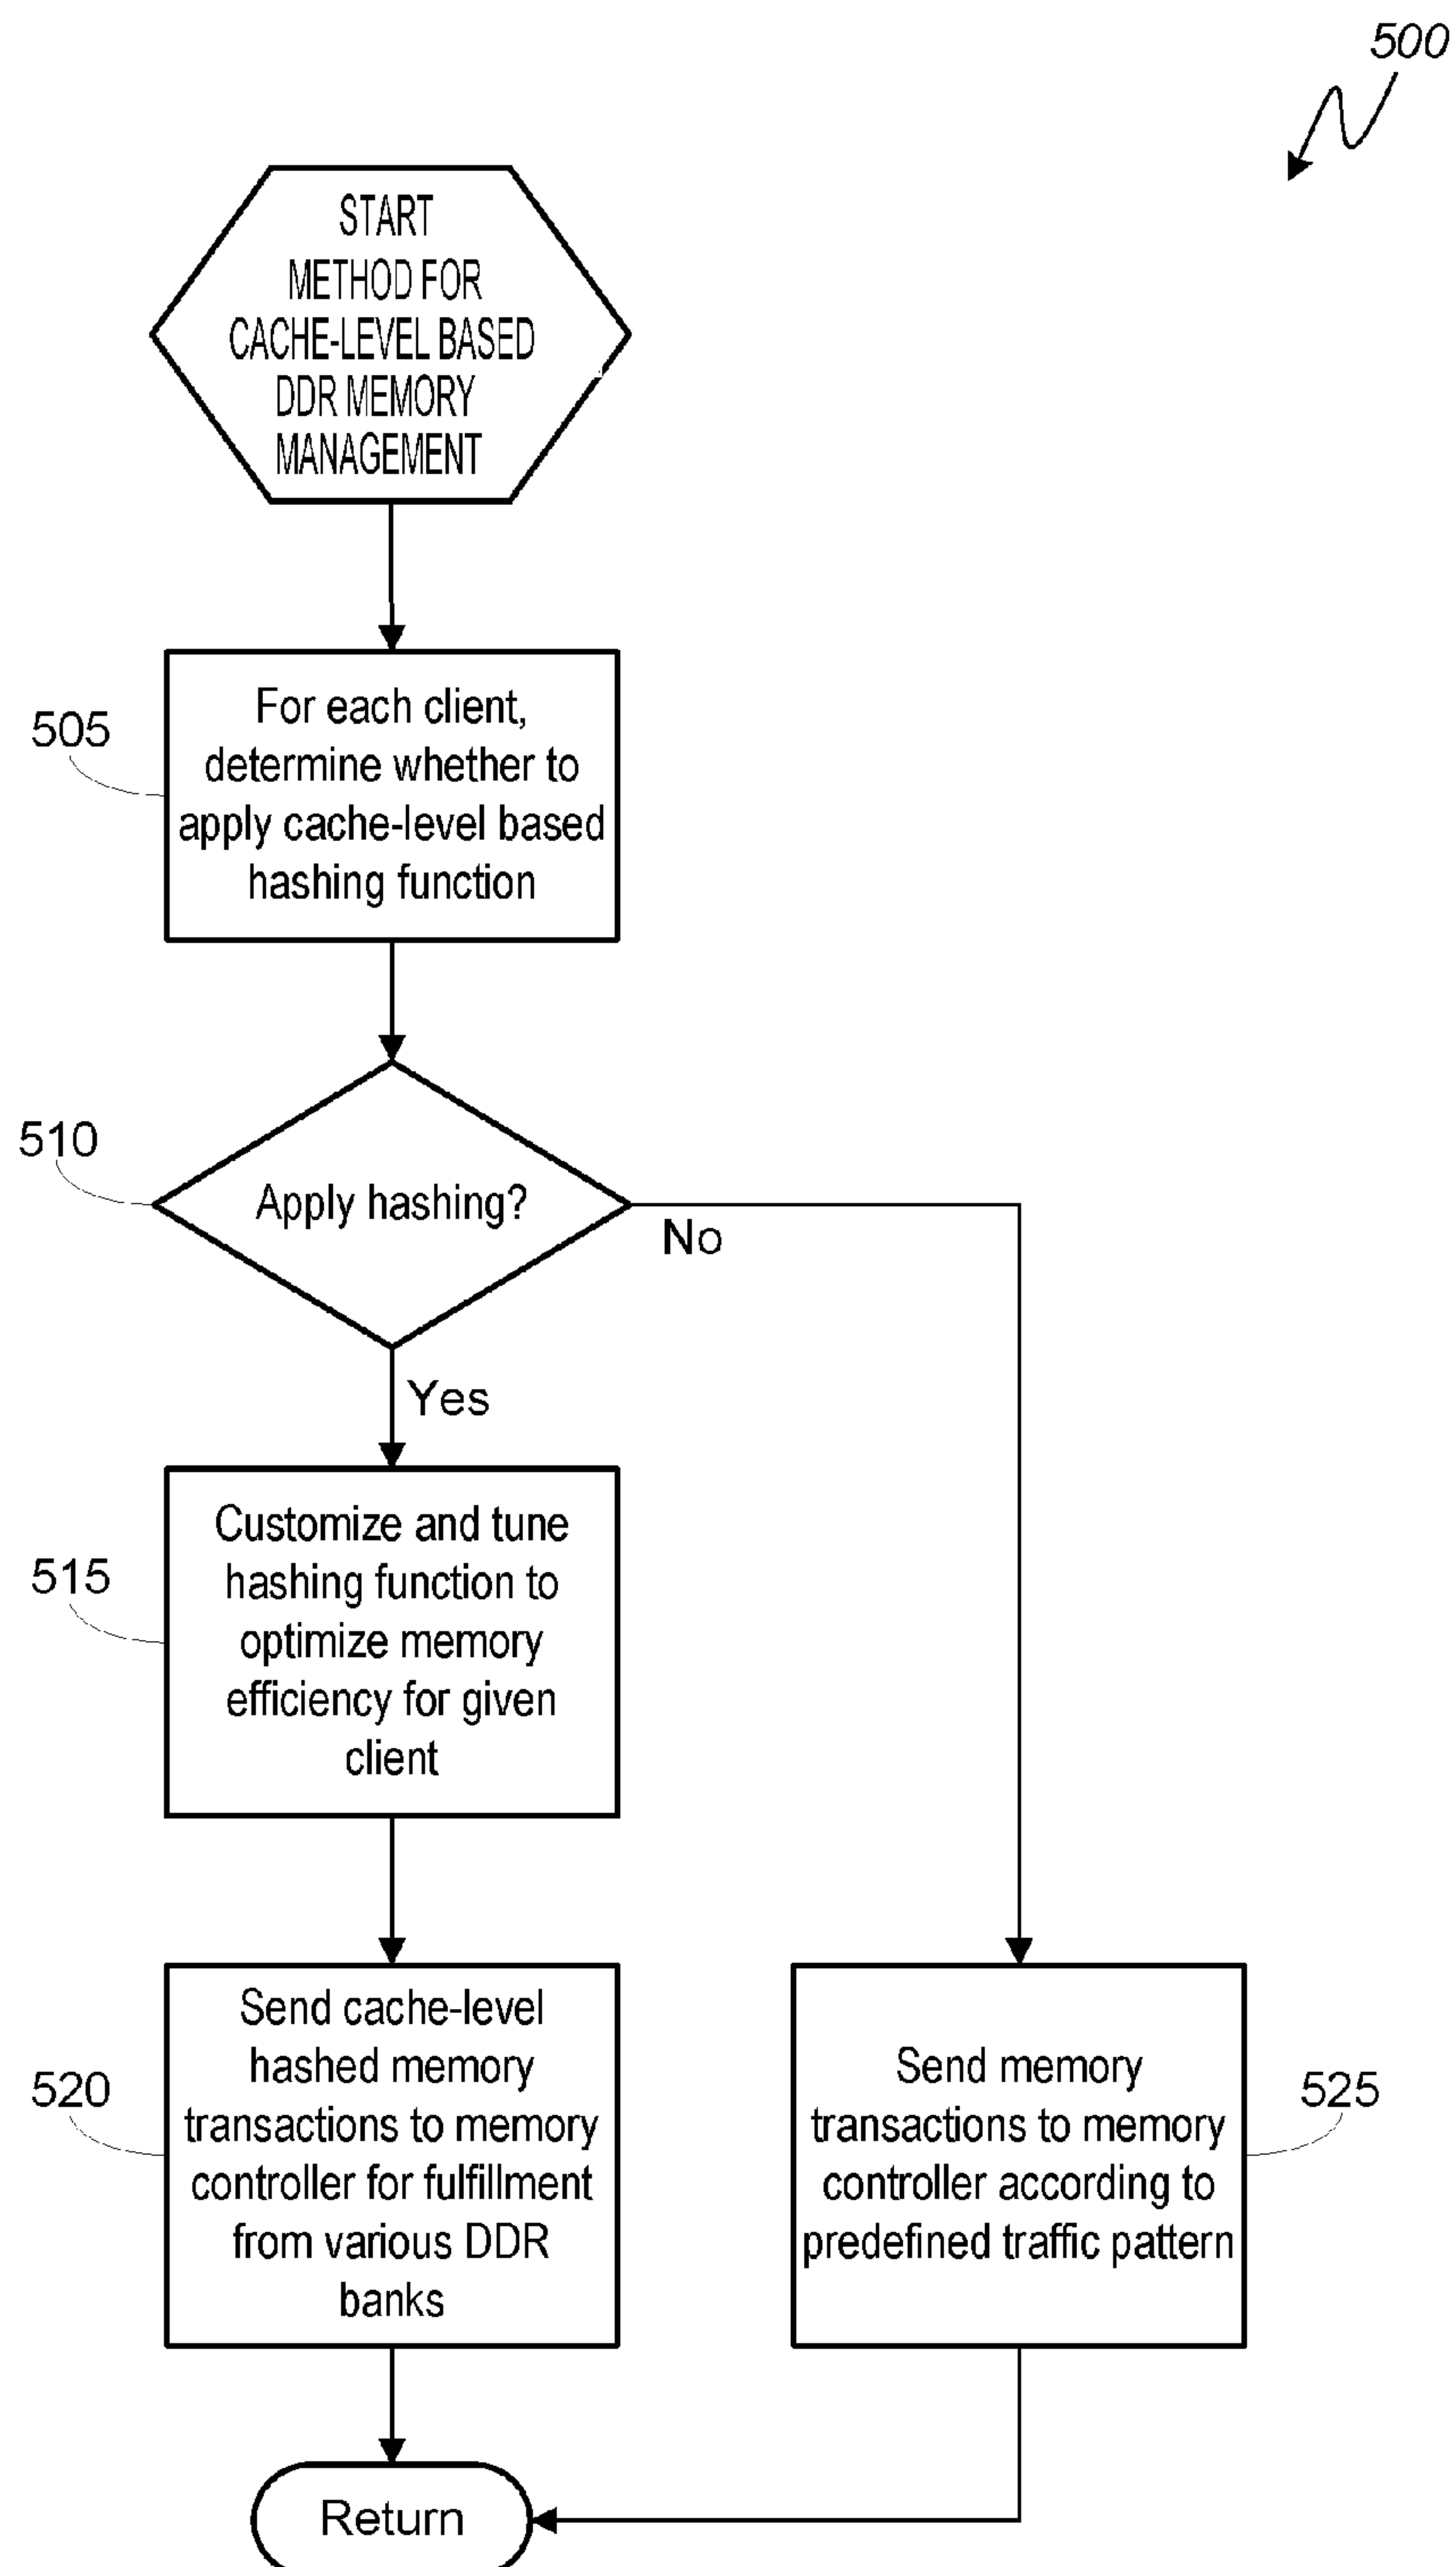 500
START
METHOD FOR
CACHE-LEVEL BASED
DDR MEMORY
MANAGEMENT
505
For each client,
determine whether to
apply cache-level based
hashing function
510
Apply hashing?
No
Yes
515
Customize and tune
hashing function to
optimize memory
efficiency for given
client
520
Send cache-level
hashed memory
transactions to memory
controller for fulfillment
from various DDR
banks
Send memory
transactions to memory
controller according to
predefined traffic pattern
525
Return